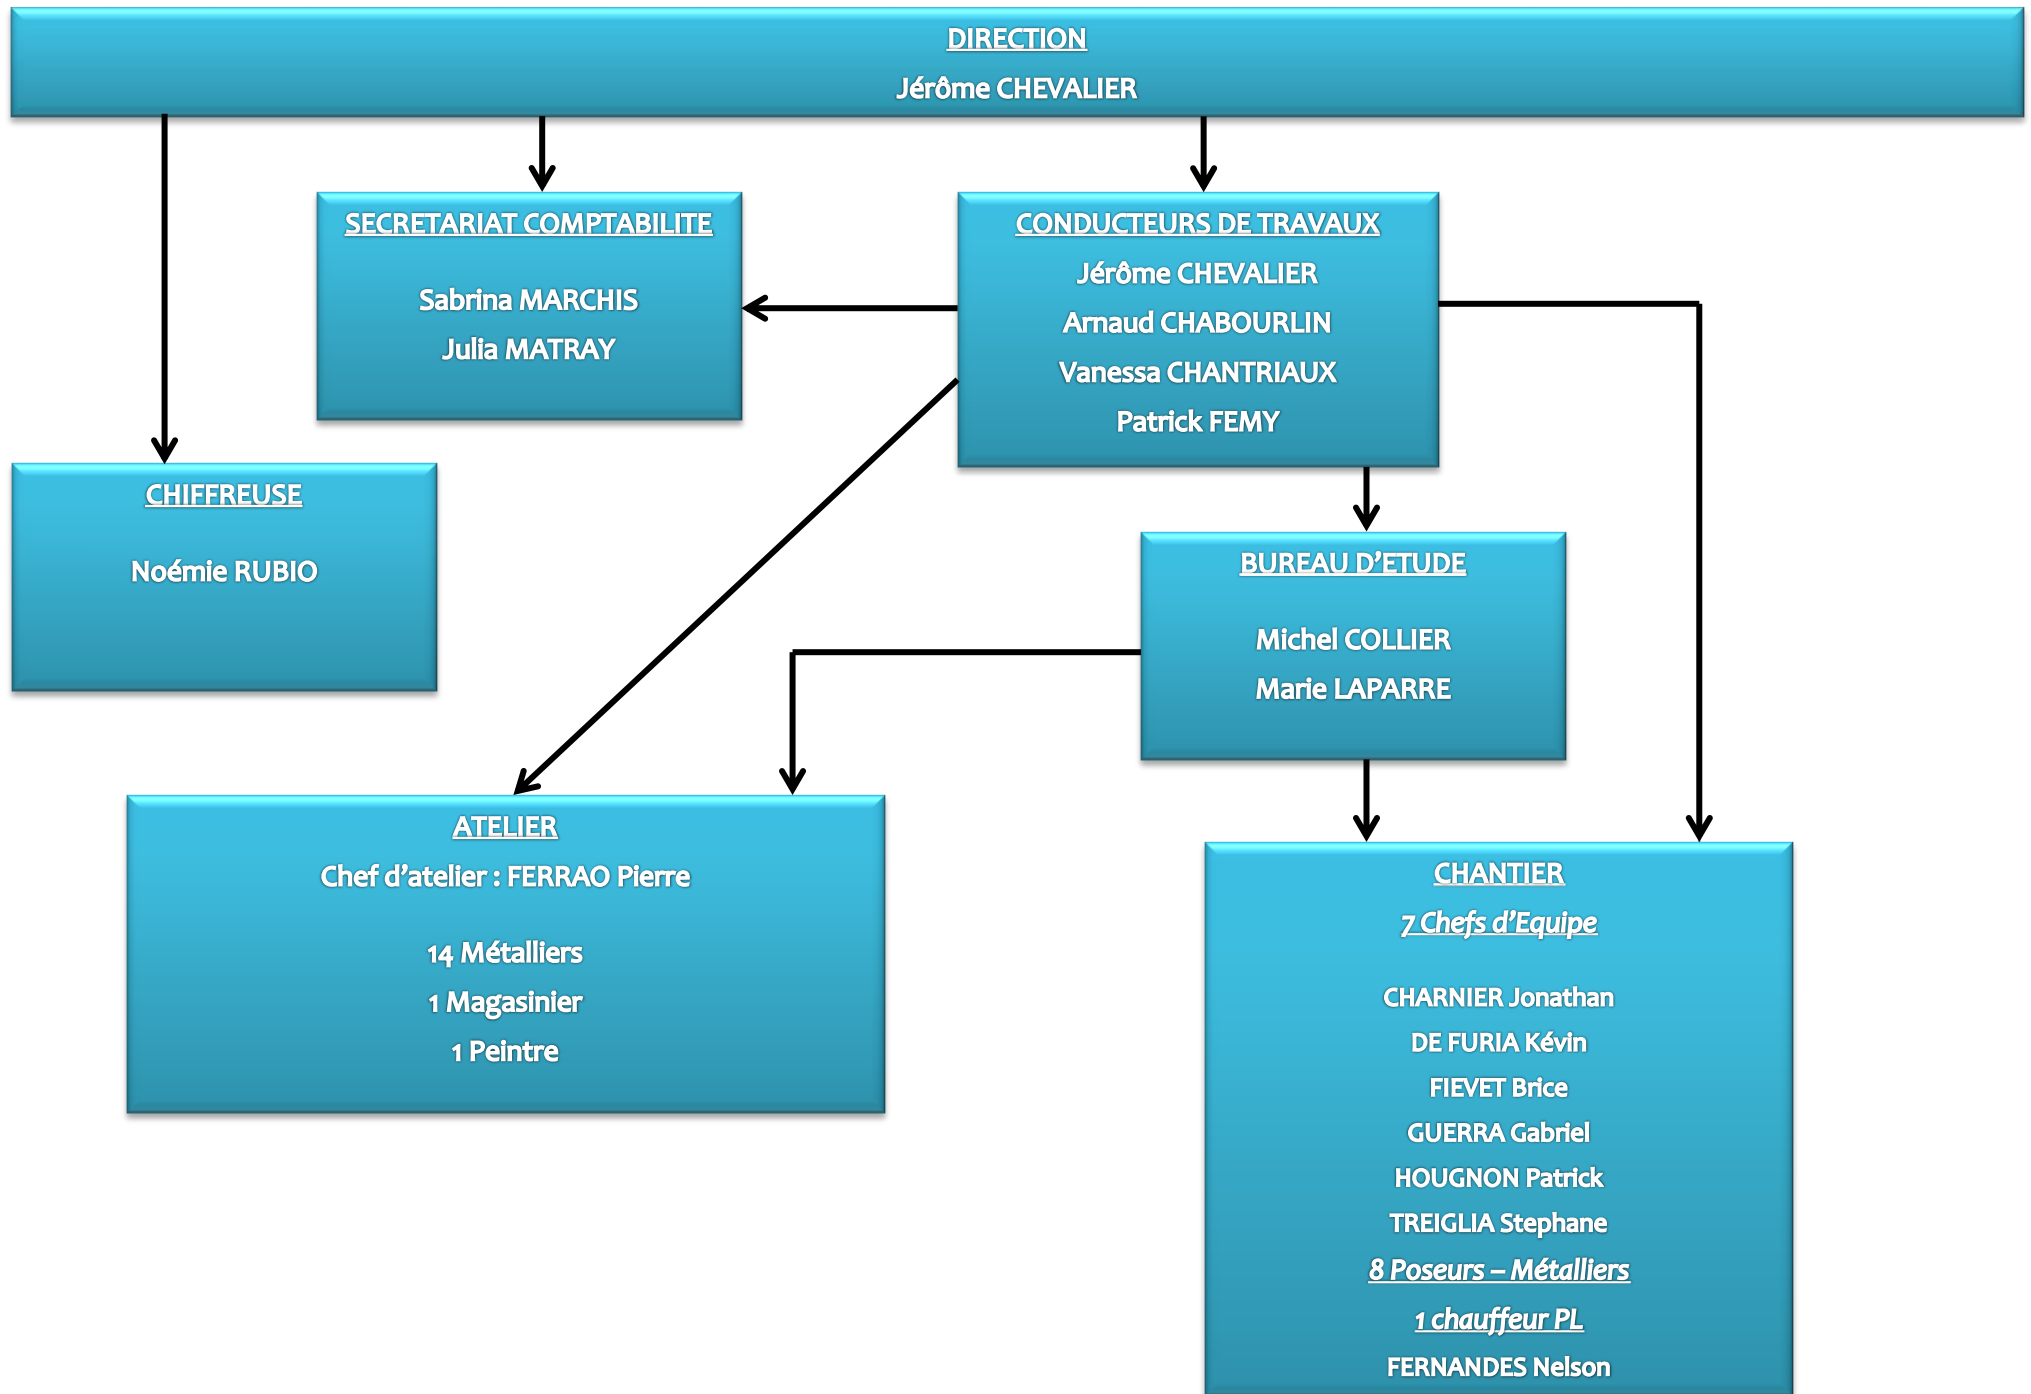 DIRECTION
Jérôme CHEVALIER
SECRETARIAT COMPTABILITE
Sabrina MARCHIS
Julia MATRAY
CONDUCTEURS DE TRAVAUX
Jérôme CHEVALIER
Arnaud CHABOURLIN
Vanessa CHANTRIAUX
Patrick FEMY
CHIFFREUSE
Noémie RUBIO
BUREAU D’ETUDE
Michel COLLIER
Marie LAPARRE
ATELIER
Chef d’atelier : FERRAO Pierre
14 Métalliers
1 Magasinier
1 Peintre
CHANTIER
7 Chefs d’Equipe
CHARNIER Jonathan
DE FURIA Kévin
FIEVET Brice
GUERRA Gabriel
HOUGNON Patrick
TREIGLIA Stephane
8 Poseurs – Métalliers
1 chauffeur PL
FERNANDES Nelson